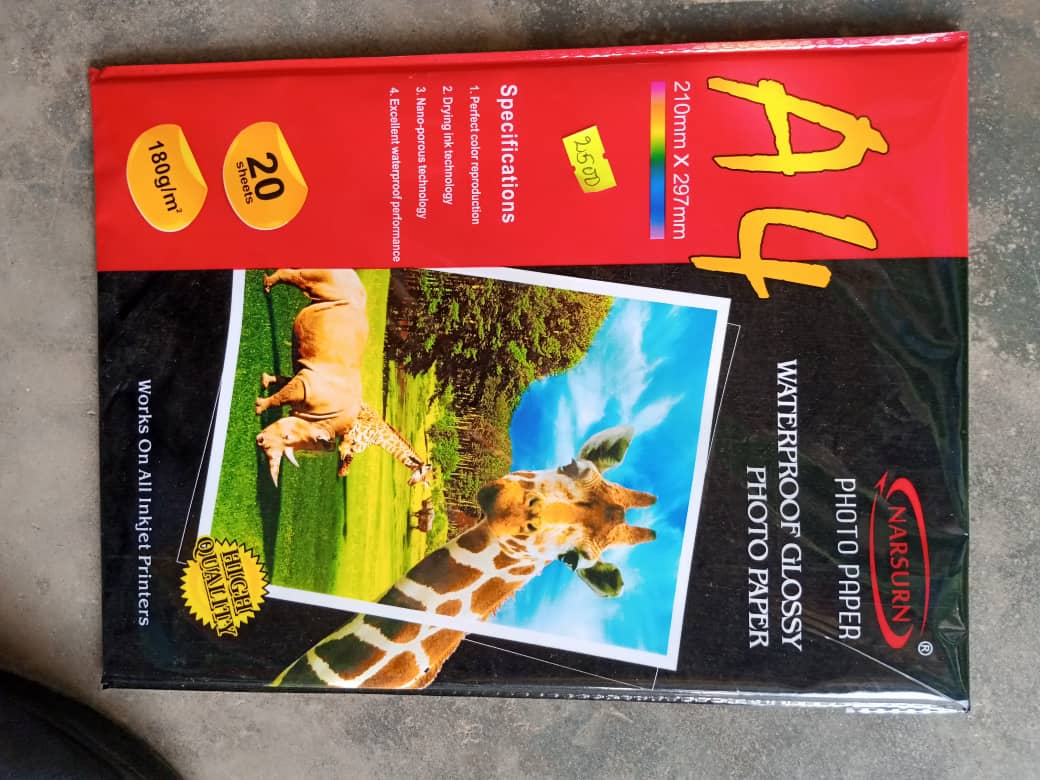 A4
210mm X 297mm
2500
Specifications
1. Perfect color reproduction
2. Drying ink technology
3. Nano-porous technology
4. Excellent waterproof performance
20
sheets
180g/m²
NARSURN®
PHOTO PAPER
WATERPROOF GLOSSY
PHOTO PAPER
HIGH
QUALITY
Works On All Inkjet Printers